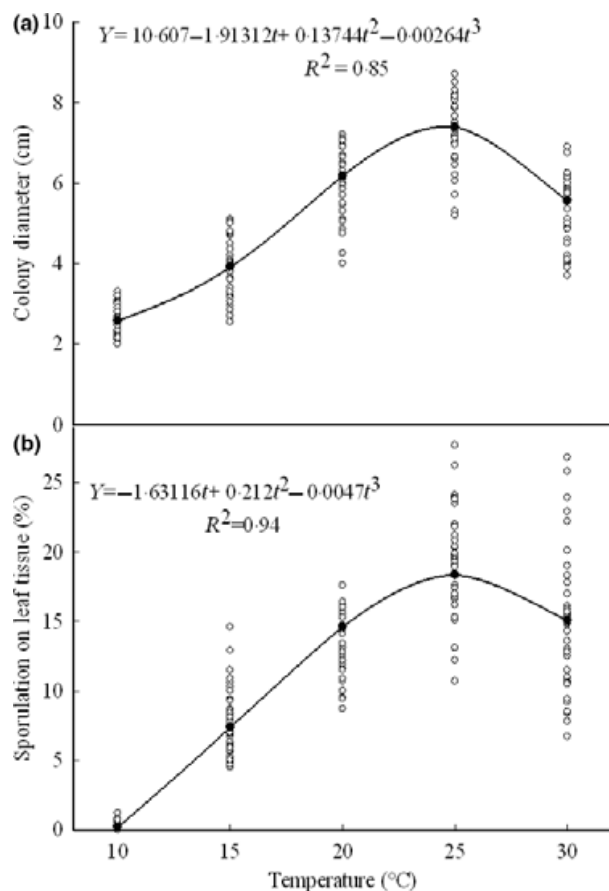 (a)
10
Y = 10·607–1·91312t+ 0·13744t² –0·00264t³
R² = 0·85
8
6
4
2
0
Colony diameter (cm)
(b)
25
Y=–1·63116t+ 0·212t² –0·0047t³
R²=0·94
20
15
10
5
0
Sporulation on leaf tissue (%)
10 15 20 25 30
Temperature (°C)